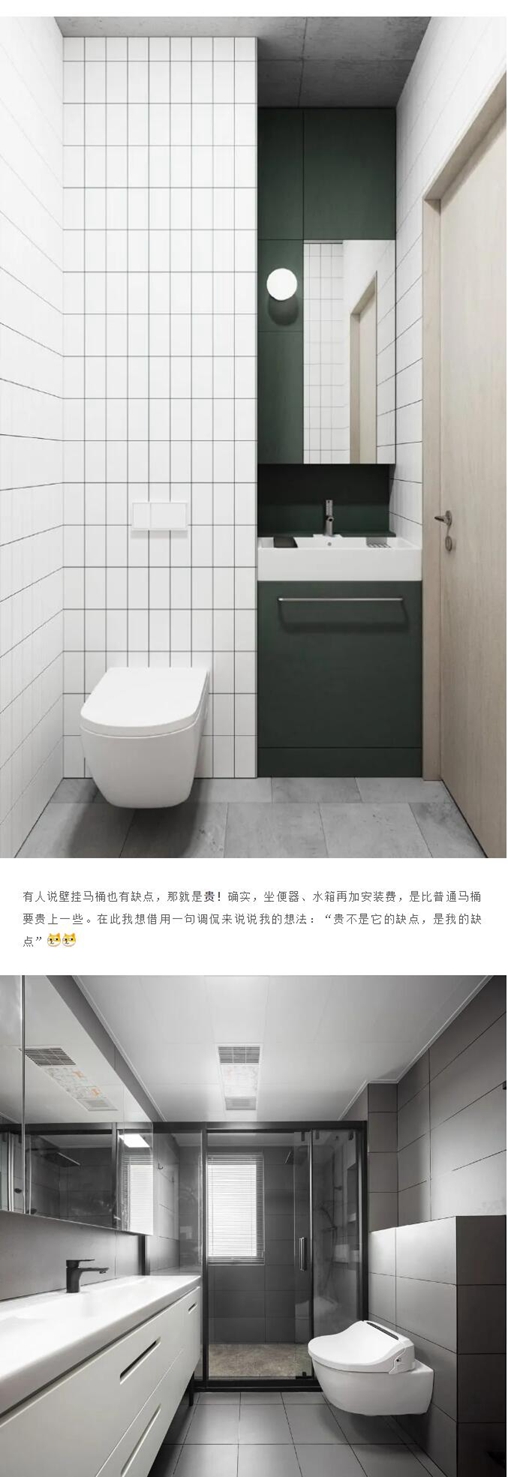 有人说壁挂马桶也有缺点，那就是贵！确实，坐便器、水箱再加安装费，是比普通马桶
要贵上一些。在此我想借用一句调侃来说说我的想法：“贵不是它的缺点，是我的缺
点”